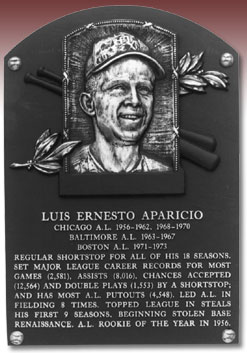 LUIS ERNESTO APARICIO
CHICAGO A.L. 1956-1962, 1968-1970
BALTIMORE A.L. 1963-1967
BOSTON A.L. 1971-1973
REGULAR SHORTSTOP FOR ALL OF HIS 18 SEASONS.
SET MAJOR LEAGUE CAREER RECORDS FOR MOST
GAMES (2,581), ASSISTS (8,016), CHANCES ACCEPTED
(12,564) AND DOUBLE PLAYS (1,553) BY A SHORTSTOP;
AND HAS MOST A.L. PUTOUTS (4,548). LED A.L. IN
FIELDING 8 TIMES. TOPPED LEAGUE IN STEALS
HIS FIRST 9 SEASONS, BEGINNING STOLEN BASE
RENAISSANCE. A.L. ROOKIE OF THE YEAR IN 1956.